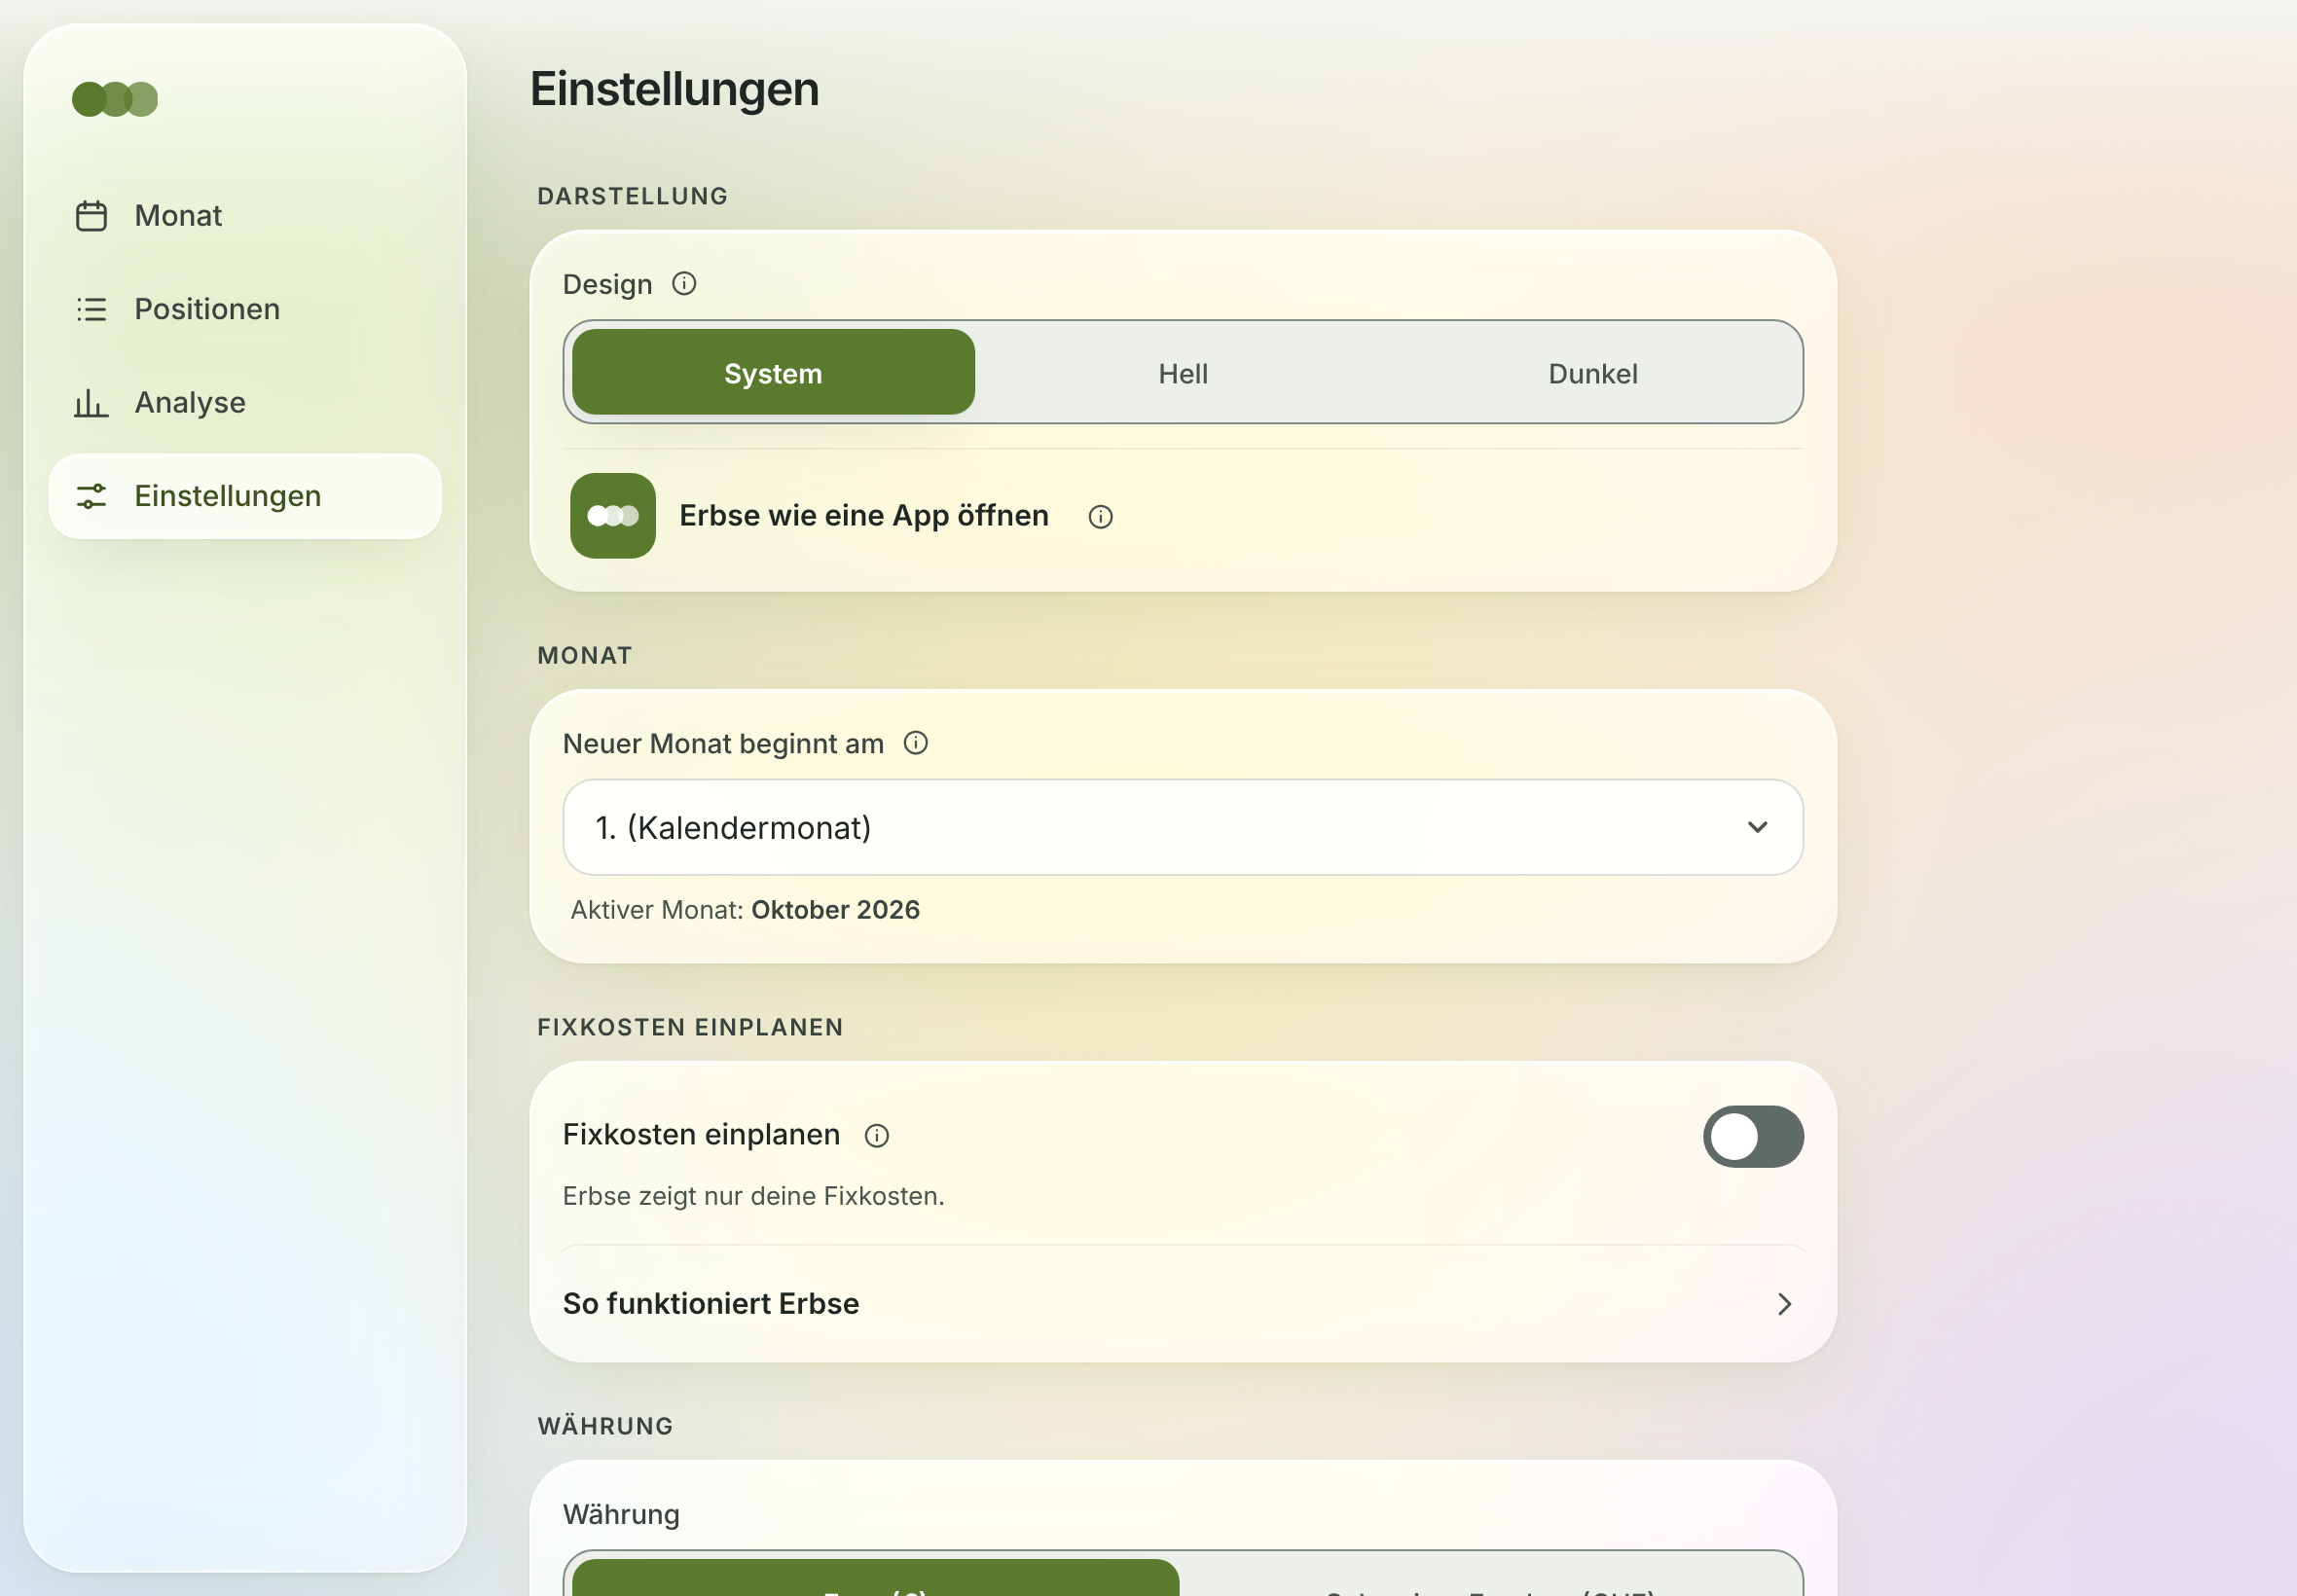 Einstellungen
Monat
Positionen
Analyse
Einstellungen
DARSTELLUNG
Design
System
Hell
Dunkel
Erbse wie eine App öffnen
MONAT
Neuer Monat beginnt am
1. (Kalendermonat)
Aktiver Monat: Oktober 2026
FIXKOSTEN EINPLANEN
Fixkosten einplanen
Erbse zeigt nur deine Fixkosten.
So funktioniert Erbse
WÄHRUNG
Währung